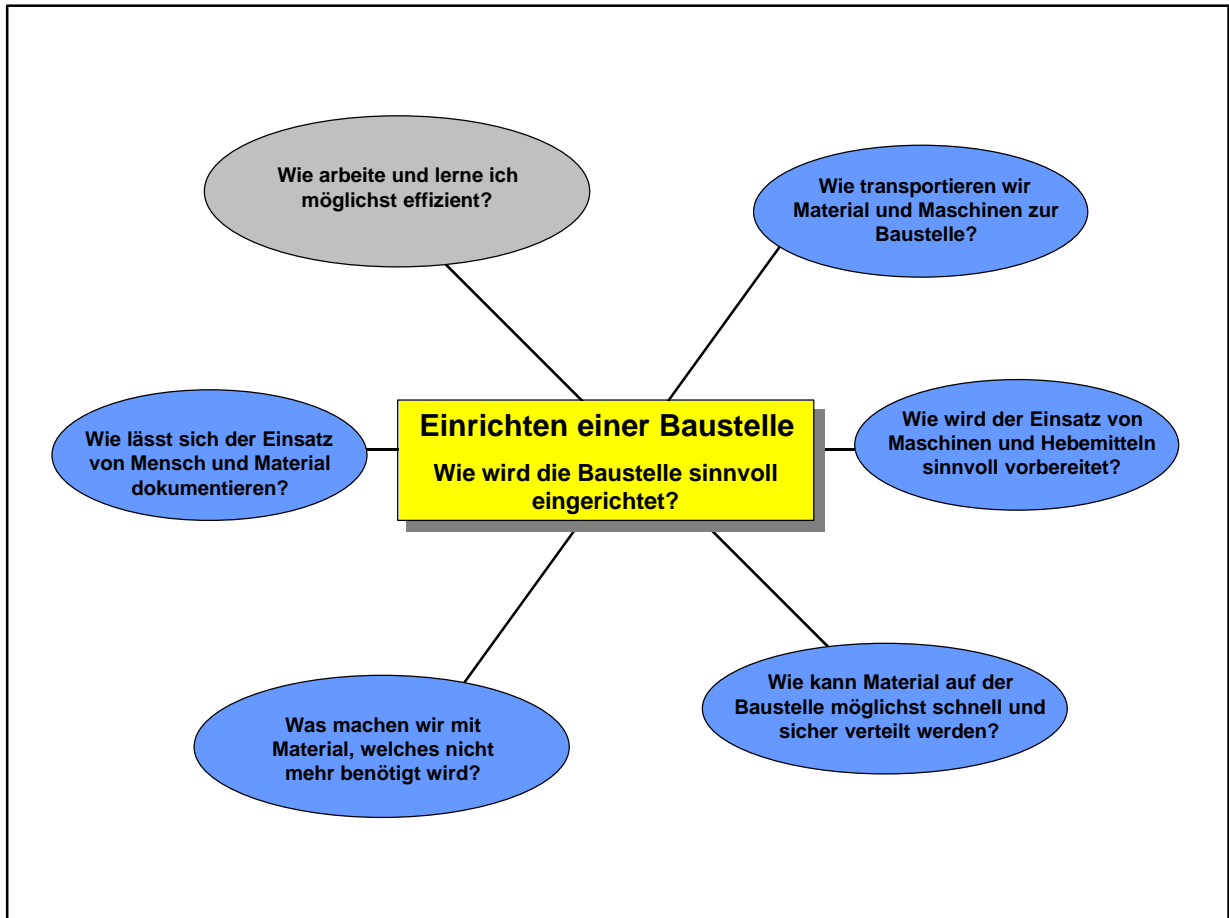 Wie arbeite und lerne ich
möglichst effizient?
Wie transportieren wir
Material und Maschinen zur
Baustelle?
Wie lässt sich der Einsatz
von Mensch und Material
dokumentieren?
Einrichten einer Baustelle
Wie wird die Baustelle sinnvoll
eingerichtet?
Wie wird der Einsatz von
Maschinen und Hebemitteln
sinnvoll vorbereitet?
Was machen wir mit
Material, welches nicht
mehr benötigt wird?
Wie kann Material auf der
Baustelle möglichst schnell und
sicher verteilt werden?